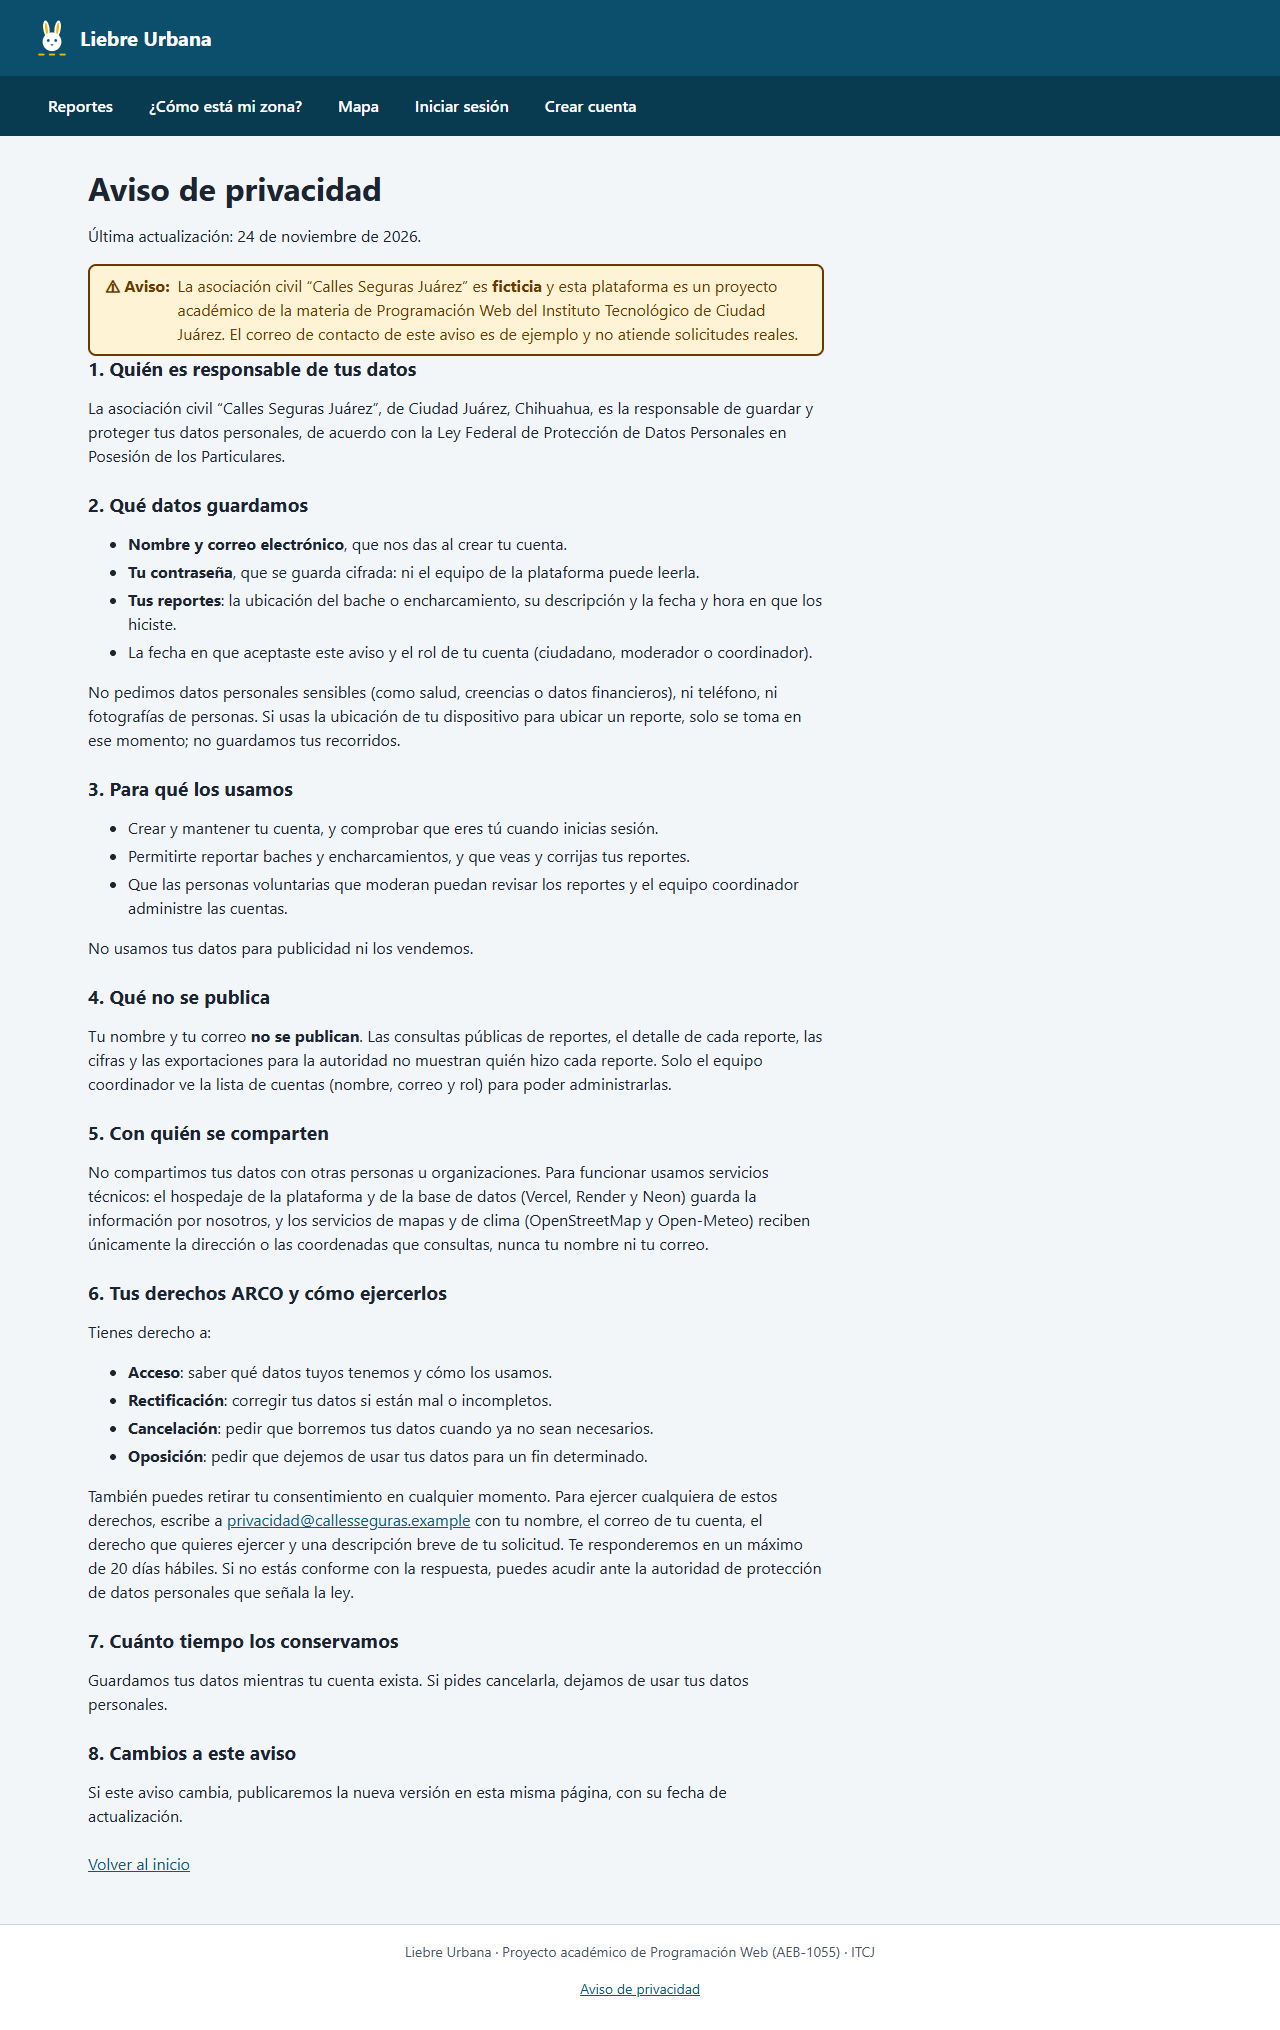 Liebre Urbana
Reportes ¿Cómo está mi zona? Mapa Iniciar sesión Crear cuenta
Aviso de privacidad
Última actualización: 24 de noviembre de 2026.
⚠ Aviso: La asociación civil “Calles Seguras Juárez” es ficticia y esta plataforma es un proyecto
académico de la materia de Programación Web del Instituto Tecnológico de Ciudad
Juárez. El correo de contacto de este aviso es de ejemplo y no atiende solicitudes reales.
1. Quién es responsable de tus datos
La asociación civil “Calles Seguras Juárez”, de Ciudad Juárez, Chihuahua, es la responsable de guardar y
proteger tus datos personales, de acuerdo con la Ley Federal de Protección de Datos Personales en
Posesión de los Particulares.
2. Qué datos guardamos
• Nombre y correo electrónico, que nos das al crear tu cuenta.
• Tu contraseña, que se guarda cifrada: ni el equipo de la plataforma puede leerla.
• Tus reportes: la ubicación del bache o encharcamiento, su descripción y la fecha y hora en que los
hiciste.
• La fecha en que aceptaste este aviso y el rol de tu cuenta (ciudadano, moderador o coordinador).
No pedimos datos personales sensibles (como salud, creencias o datos financieros), ni teléfono, ni
fotografías de personas. Si usas la ubicación de tu dispositivo para ubicar un reporte, solo se toma en
ese momento; no guardamos tus recorridos.
3. Para qué los usamos
• Crear y mantener tu cuenta, y comprobar que eres tú cuando inicias sesión.
• Permitirte reportar baches y encharcamientos, y que veas y corrijas tus reportes.
• Que las personas voluntarias que moderan puedan revisar los reportes y el equipo coordinador
administre las cuentas.
No usamos tus datos para publicidad ni los vendemos.
4. Qué no se publica
Tu nombre y tu correo no se publican. Las consultas públicas de reportes, el detalle de cada reporte, las
cifras y las exportaciones para la autoridad no muestran quién hizo cada reporte. Solo el equipo
coordinador ve la lista de cuentas (nombre, correo y rol) para poder administrarlas.
5. Con quién se comparten
No compartimos tus datos con otras personas u organizaciones. Para funcionar usamos servicios
técnicos: el hospedaje de la plataforma y de la base de datos (Vercel, Render y Neon) guarda la
información por nosotros, y los servicios de mapas y de clima (OpenStreetMap y Open-Meteo) reciben
únicamente la dirección o las coordenadas que consultas, nunca tu nombre ni tu correo.
6. Tus derechos ARCO y cómo ejercerlos
Tienes derecho a:
• Acceso: saber qué datos tuyos tenemos y cómo los usamos.
• Rectificación: corregir tus datos si están mal o incompletos.
• Cancelación: pedir que borremos tus datos cuando ya no sean necesarios.
• Oposición: pedir que dejemos de usar tus datos para un fin determinado.
También puedes retirar tu consentimiento en cualquier momento. Para ejercer cualquiera de estos
derechos, escribe a privacidad@callesseguras.example con tu nombre, el correo de tu cuenta, el
derecho que quieres ejercer y una descripción breve de tu solicitud. Te responderemos en un máximo
de 20 días hábiles. Si no estás conforme con la respuesta, puedes acudir ante la autoridad de protección
de datos personales que señala la ley.
7. Cuánto tiempo los conservamos
Guardamos tus datos mientras tu cuenta exista. Si pides cancelarla, dejamos de usar tus datos
personales.
8. Cambios a este aviso
Si este aviso cambia, publicaremos la nueva versión en esta misma página, con su fecha de
actualización.
Volver al inicio
Liebre Urbana · Proyecto académico de Programación Web (AEB-1055) · ITCJ
Aviso de privacidad